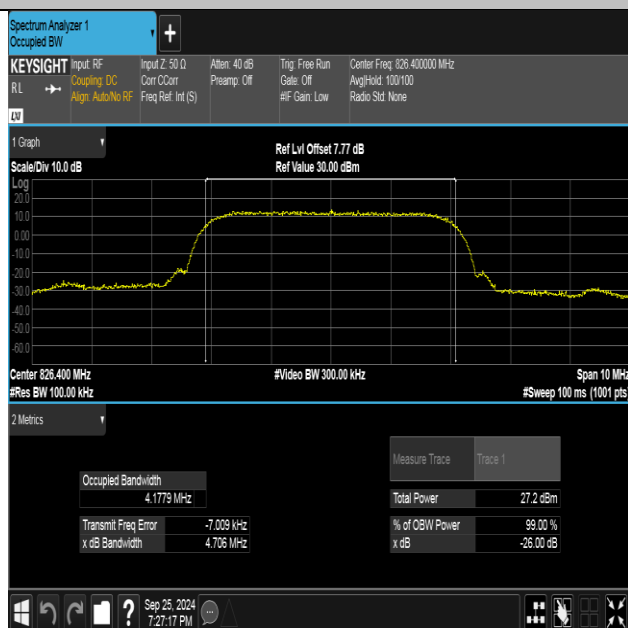 Spectrum Analyzer 1
Occupied BW
+
KEYSIGHT Input: RF Input Z: 50 Ω Atten: 40 dB Trig: Free Run Center Freq: 826.400000 MHz
RL Coupling: DC Corr CCorr Preamp: Off Gate: Off Avg|Hold: 100/100
Align: Auto/No RF Freq Ref: Int (S) #IF Gain: Low Radio Std: None
LXI
1 Graph
Ref Lvl Offset 7.77 dB
Scale/Div 10.0 dB Ref Value 30.00 dBm
Log
20.0
10.0
0.00
-10.0
-20.0
-30.0
-40.0
-50.0
-60.0
Center 826.400 MHz #Video BW 300.00 kHz Span 10 MHz
#Res BW 100.00 kHz #Sweep 100 ms (1001 pts)
2 Metrics
Measure Trace Trace 1
Occupied Bandwidth
4.1779 MHz Total Power 27.2 dBm
Transmit Freq Error -7.009 kHz % of OBW Power 99.00 %
x dB Bandwidth 4.706 MHz x dB -26.00 dB
? Sep 25, 2024
7:27:17 PM